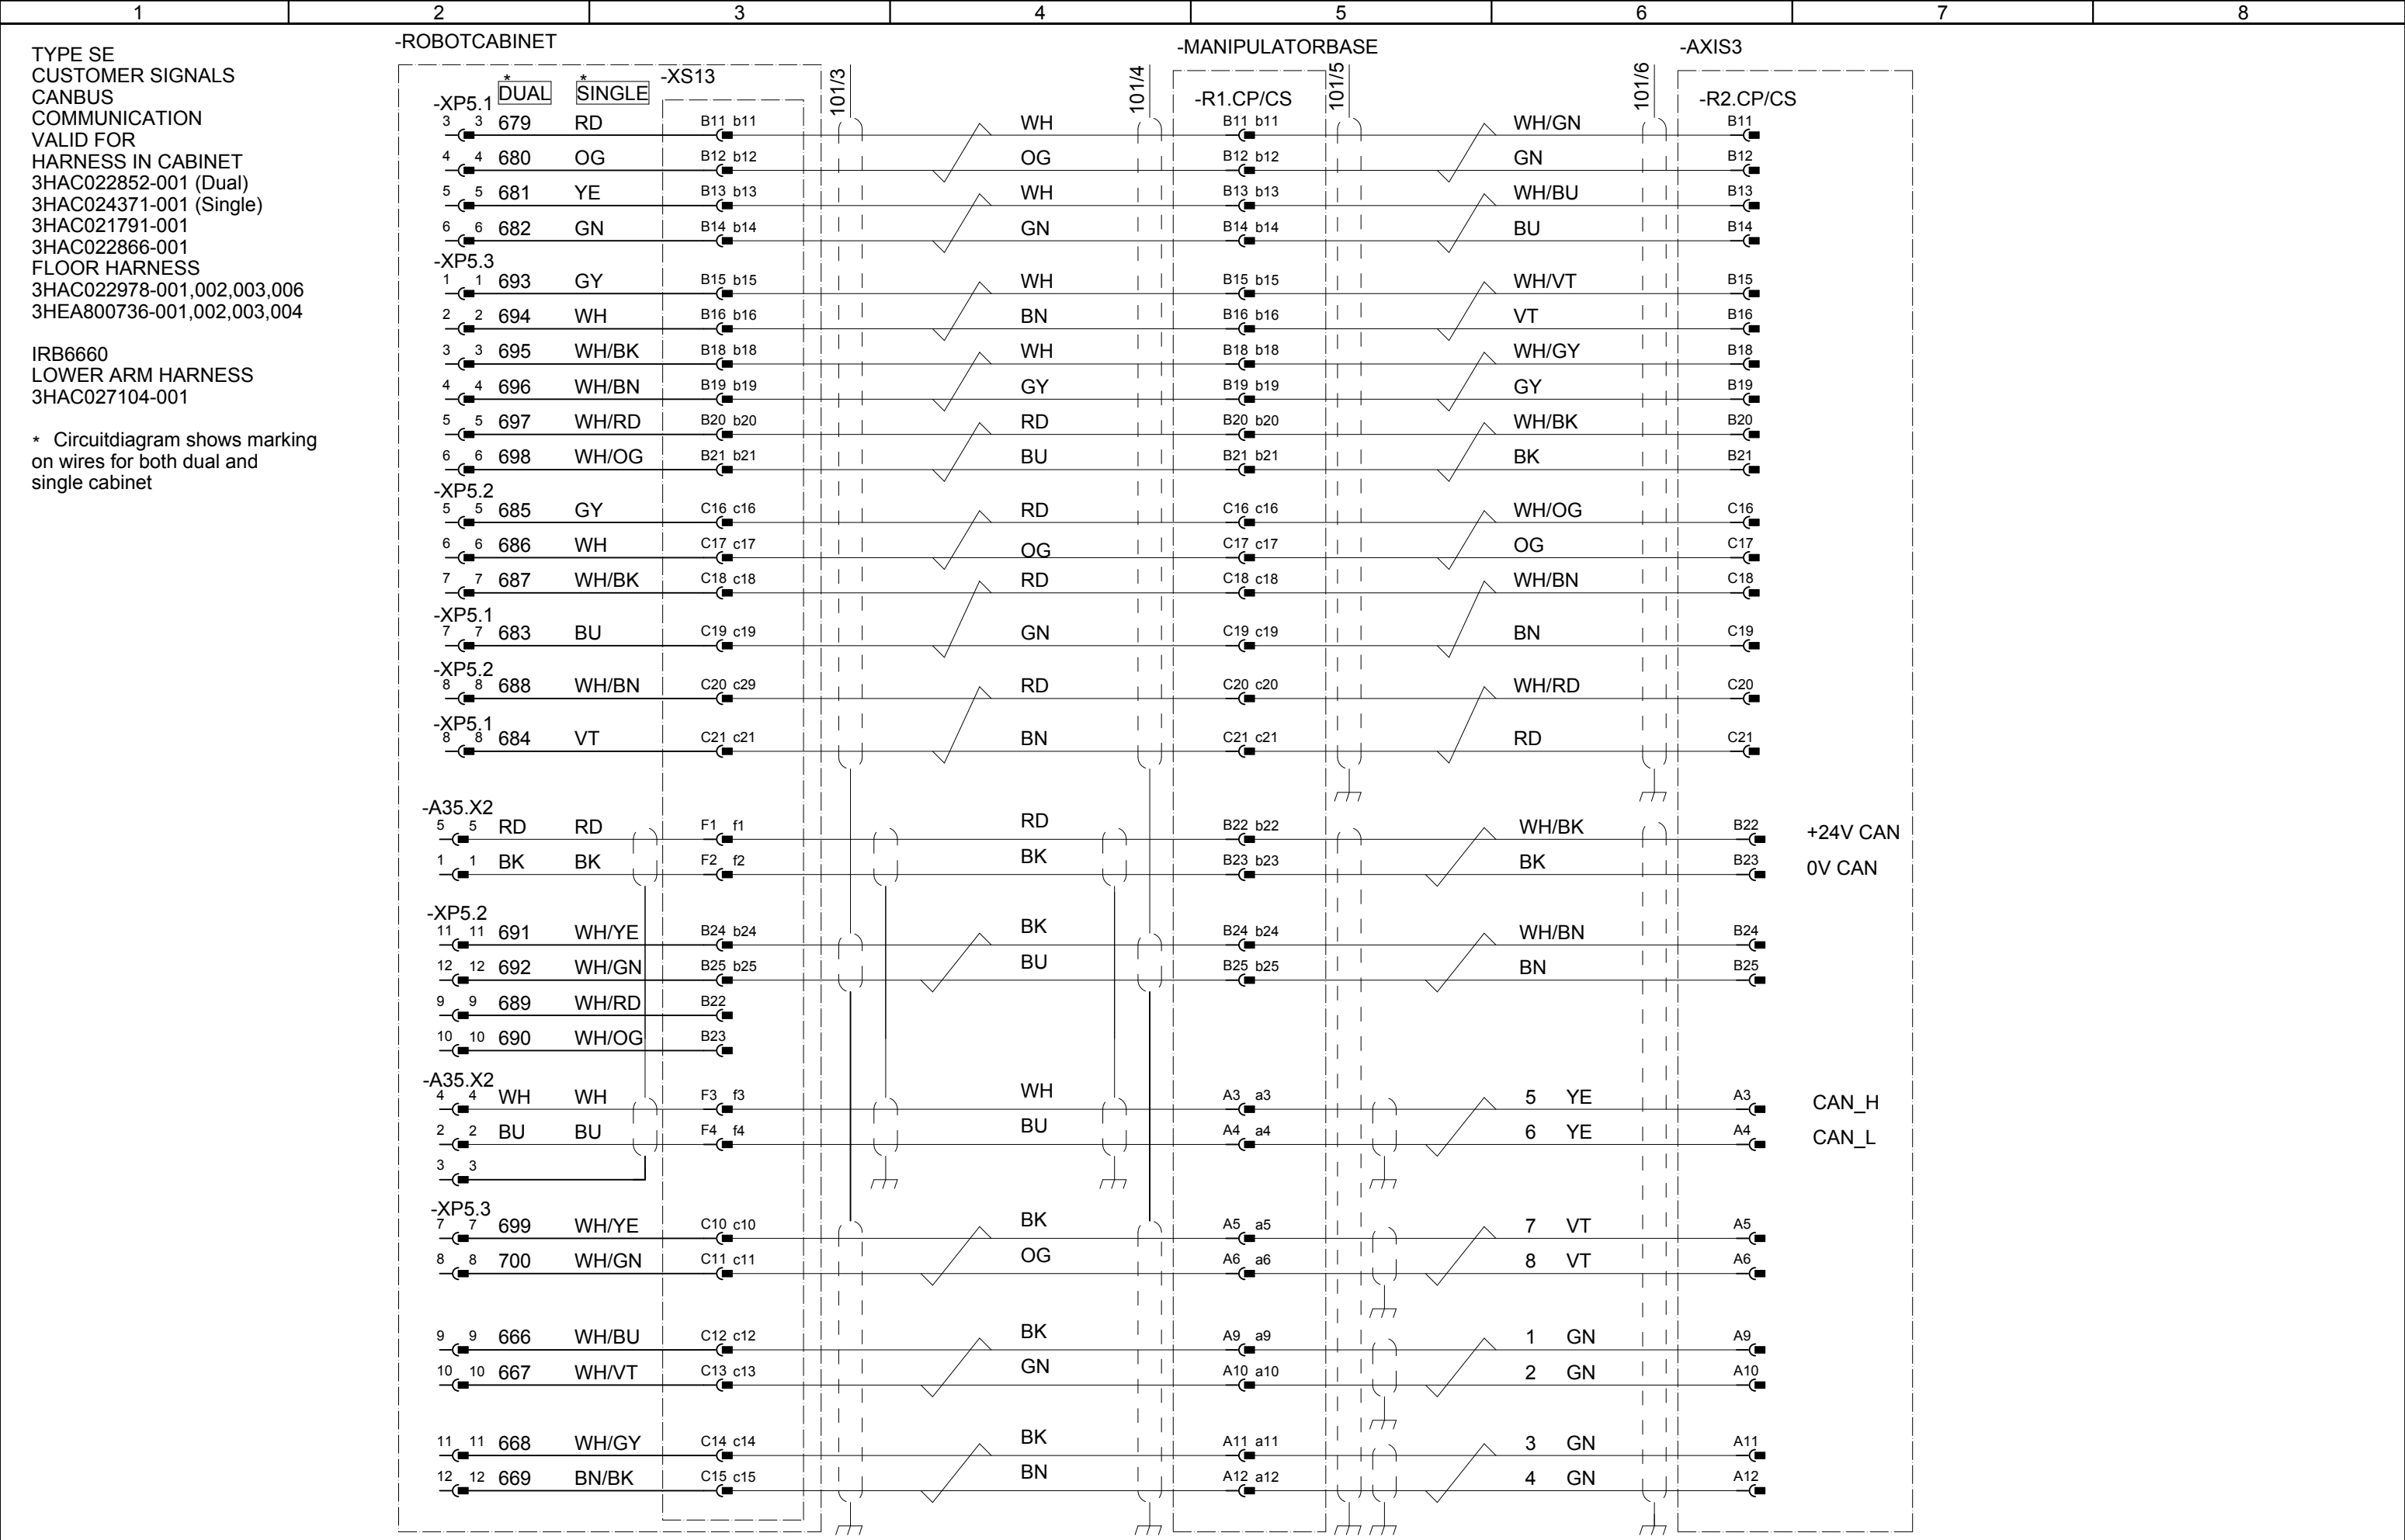 1 2 3 4 5 6 7 8
TYPE SE
CUSTOMER SIGNALS
CANBUS
COMMUNICATION
VALID FOR
HARNESS IN CABINET
3HAC022852-001 (Dual)
3HAC024371-001 (Single)
3HAC021791-001
3HAC022866-001
FLOOR HARNESS
3HAC022978-001,002,003,006
3HEA800736-001,002,003,004
IRB6660
LOWER ARM HARNESS
3HAC027104-001
* Circuitdiagram shows marking
on wires for both dual and
single cabinet
-ROBOTCABINET -MANIPULATORBASE -AXIS3
* * -XS13 101/3 101/4 101/5 101/6
DUAL SINGLE -R1.CP/CS -R2.CP/CS
-XP5.1
3 3 679 RD B11 b11 WH B11 b11 WH/GN B11
4 4 680 OG B12 b12 OG B12 b12 GN B12
5 5 681 YE B13 b13 WH B13 b13 WH/BU B13
6 6 682 GN B14 b14 GN B14 b14 BU B14
-XP5.3
1 1 693 GY B15 b15 WH B15 b15 WH/VT B15
2 2 694 WH B16 b16 BN B16 b16 VT B16
3 3 695 WH/BK B18 b18 WH B18 b18 WH/GY B18
4 4 696 WH/BN B19 b19 GY B19 b19 GY B19
5 5 697 WH/RD B20 b20 RD B20 b20 WH/BK B20
6 6 698 WH/OG B21 b21 BU B21 b21 BK B21
-XP5.2
5 5 685 GY C16 c16 RD C16 c16 WH/OG C16
6 6 686 WH C17 c17 OG C17 c17 OG C17
7 7 687 WH/BK C18 c18 RD C18 c18 WH/BN C18
-XP5.1
7 7 683 BU C19 c19 GN C19 c19 BN C19
-XP5.2
8 8 688 WH/BN C20 c29 RD C20 c20 WH/RD C20
-XP5.1
8 8 684 VT C21 c21 BN C21 c21 RD C21
-A35.X2
5 5 RD RD F1 f1 RD B22 b22 WH/BK B22 +24V CAN
1 1 BK BK F2 f2 BK B23 b23 BK B23 0V CAN
-XP5.2
11 11 691 WH/YE B24 b24 BK B24 b24 WH/BN B24
12 12 692 WH/GN B25 b25 BU B25 b25 BN B25
9 9 689 WH/RD B22
10 10 690 WH/OG B23
-A35.X2
4 4 WH WH F3 f3 WH A3 a3 5 YE A3 CAN_H
2 2 BU BU F4 f4 BU A4 a4 6 YE A4 CAN_L
3 3
-XP5.3
7 7 699 WH/YE C10 c10 BK A5 a5 7 VT A5
8 8 700 WH/GN C11 c11 OG A6 a6 8 VT A6
9 9 666 WH/BU C12 c12 BK A9 a9 1 GN A9
10 10 667 WH/VT C13 c13 GN A10 a10 2 GN A10
11 11 668 WH/GY C14 c14 BK A11 a11 3 GN A11
12 12 669 BN/BK C15 c15 BN A12 a12 4 GN A12